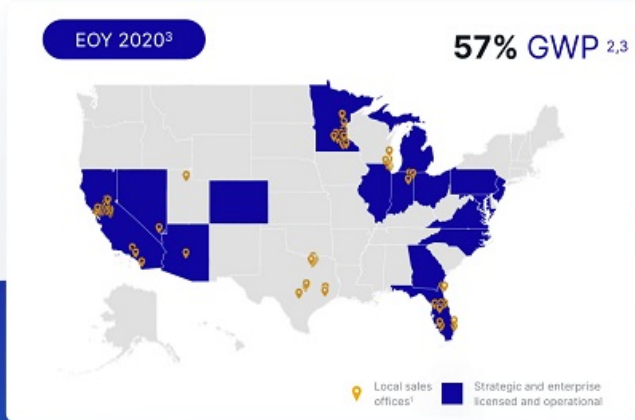 EOY 2020³
57% GWP ²,³
Local sales
offices¹
Strategic and enterprise
licensed and operational